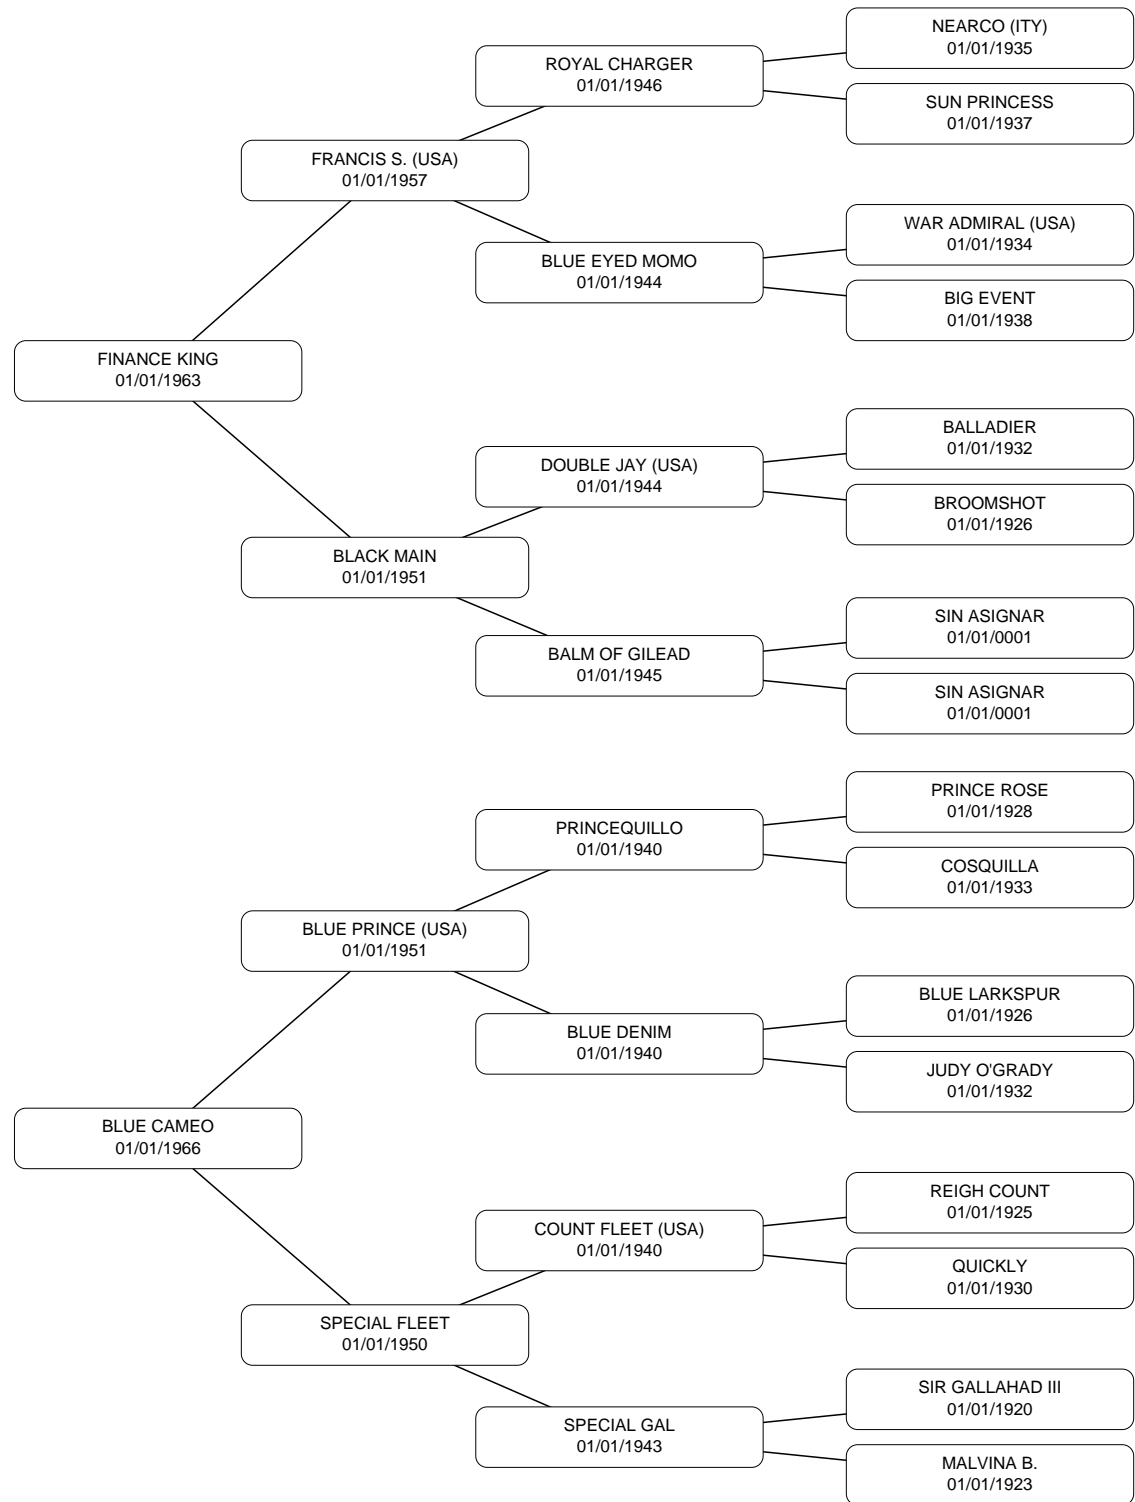 NEARCO (ITY)
01/01/1935
ROYAL CHARGER
01/01/1946
SUN PRINCESS
01/01/1937
FRANCIS S. (USA)
01/01/1957
WAR ADMIRAL (USA)
01/01/1934
BLUE EYED MOMO
01/01/1944
BIG EVENT
01/01/1938
FINANCE KING
01/01/1963
BALLADIER
01/01/1932
DOUBLE JAY (USA)
01/01/1944
BROOMSHOT
01/01/1926
BLACK MAIN
01/01/1951
SIN ASIGNAR
01/01/0001
BALM OF GILEAD
01/01/1945
SIN ASIGNAR
01/01/0001
PRINCE ROSE
01/01/1928
PRINCEQUILLO
01/01/1940
COSQUILLA
01/01/1933
BLUE PRINCE (USA)
01/01/1951
BLUE LARKSPUR
01/01/1926
BLUE DENIM
01/01/1940
JUDY O'GRADY
01/01/1932
BLUE CAMEO
01/01/1966
REIGH COUNT
01/01/1925
COUNT FLEET (USA)
01/01/1940
QUICKLY
01/01/1930
SPECIAL FLEET
01/01/1950
SIR GALLAHAD III
01/01/1920
SPECIAL GAL
01/01/1943
MALVINA B.
01/01/1923